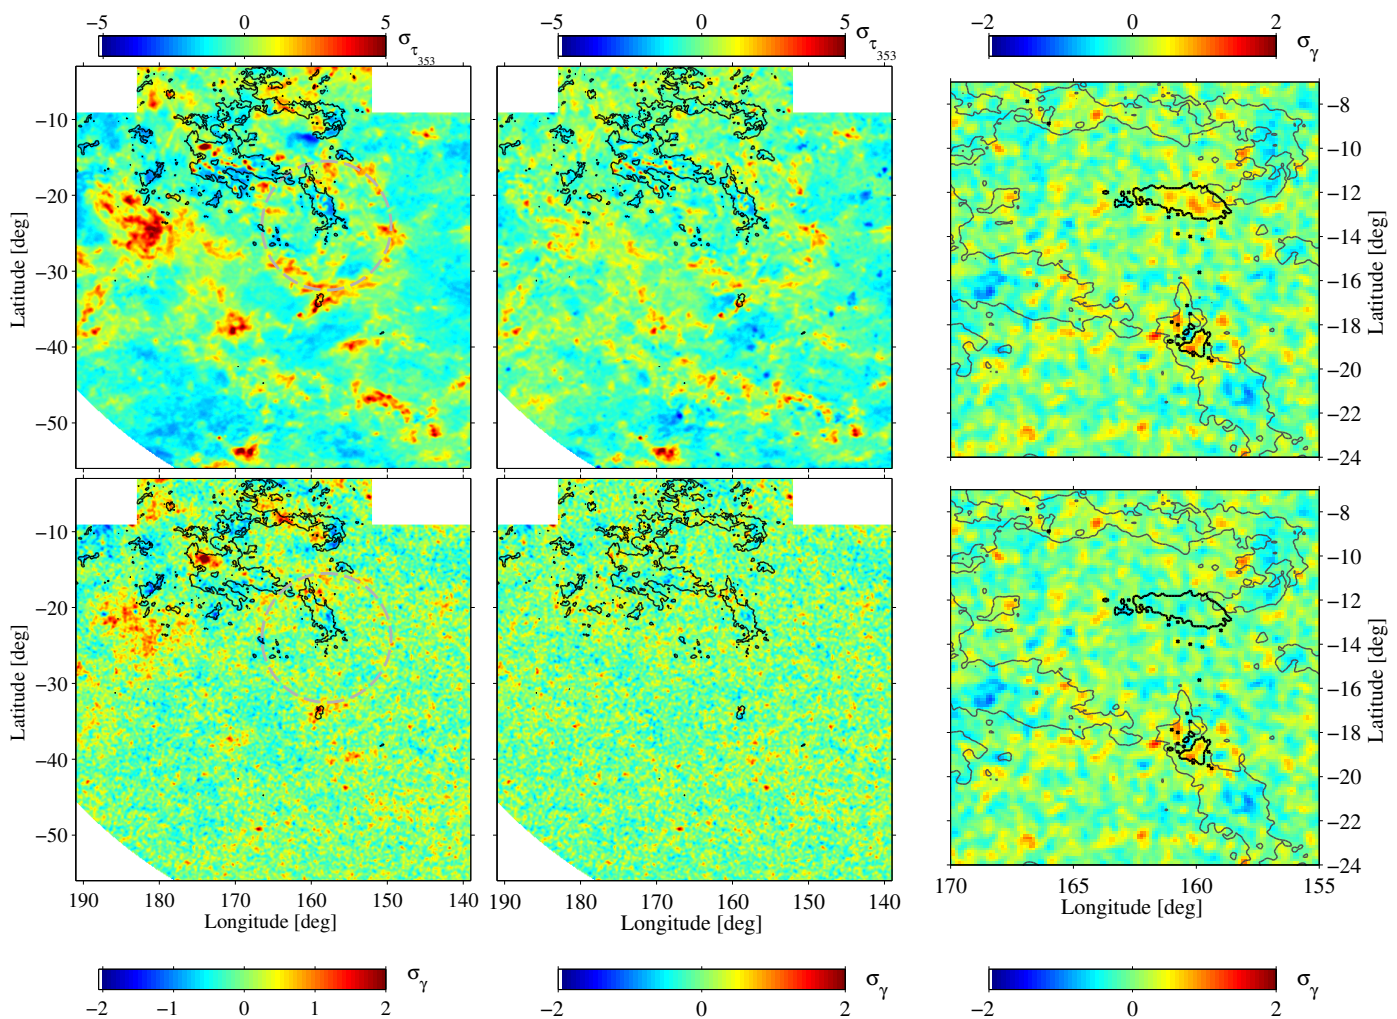 −5 0 5 σ_τ353
−5 0 5 σ_τ353
−2 0 2 σ_γ
−10
−20
−30
−40
−50
Latitude [deg]
−8
−10
−12
−14
−16
−18
−20
−22
−24
Latitude [deg]
−10
−20
−30
−40
−50
Latitude [deg]
−8
−10
−12
−14
−16
−18
−20
−22
−24
Latitude [deg]
190 180 170 160 150 140
Longitude [deg]
190 180 170 160 150 140
Longitude [deg]
170 165 160 155
Longitude [deg]
σ_γ
−2 −1 0 1 2
σ_γ
−2 0 2
σ_γ
−2 0 2